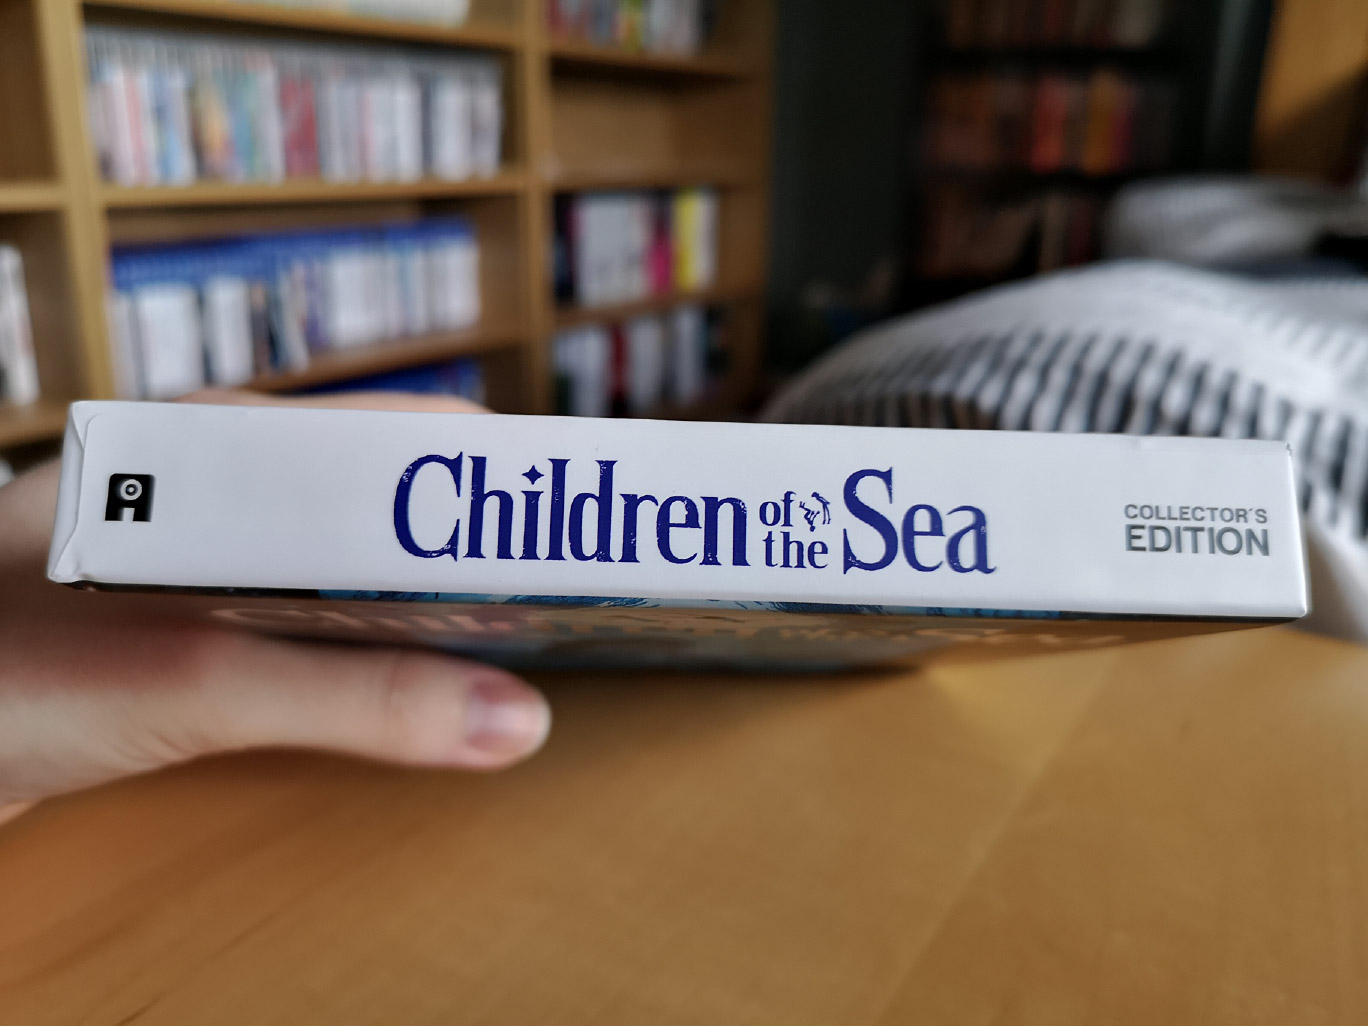 Children of the Sea
COLLECTOR'S
EDITION